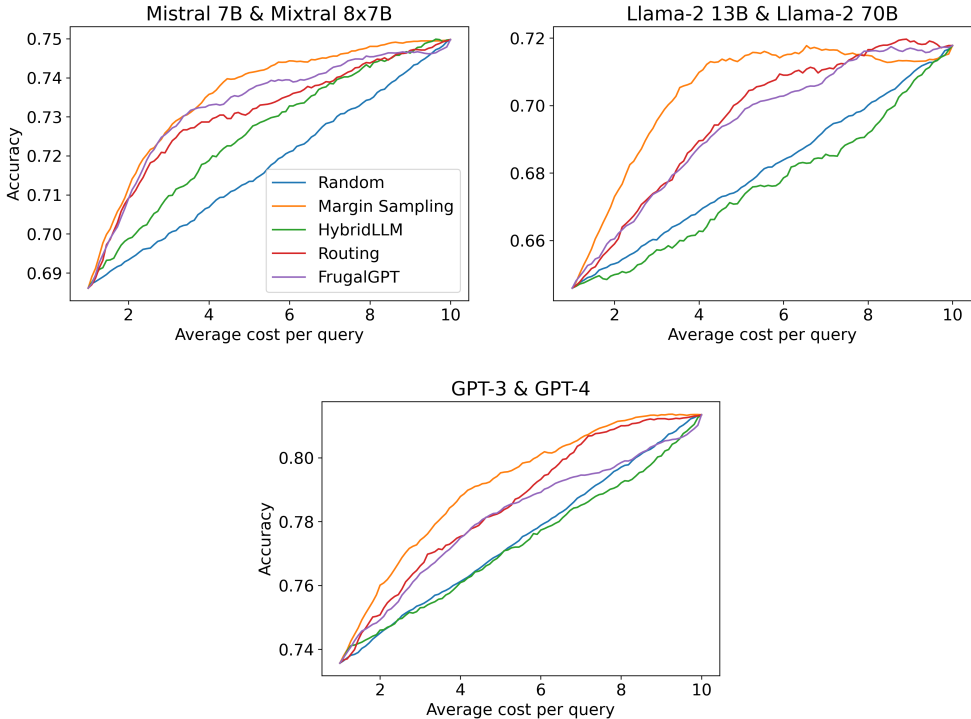 Mistral 7B & Mixtral 8x7B
0.75
0.74
0.73
0.72
0.71
0.70
0.69
Accuracy
2 4 6 8 10
Average cost per query
Random
Margin Sampling
HybridLLM
Routing
FrugalGPT
Llama-2 13B & Llama-2 70B
0.72
0.70
0.68
0.66
2 4 6 8 10
Average cost per query
GPT-3 & GPT-4
0.80
0.78
0.76
0.74
Accuracy
2 4 6 8 10
Average cost per query